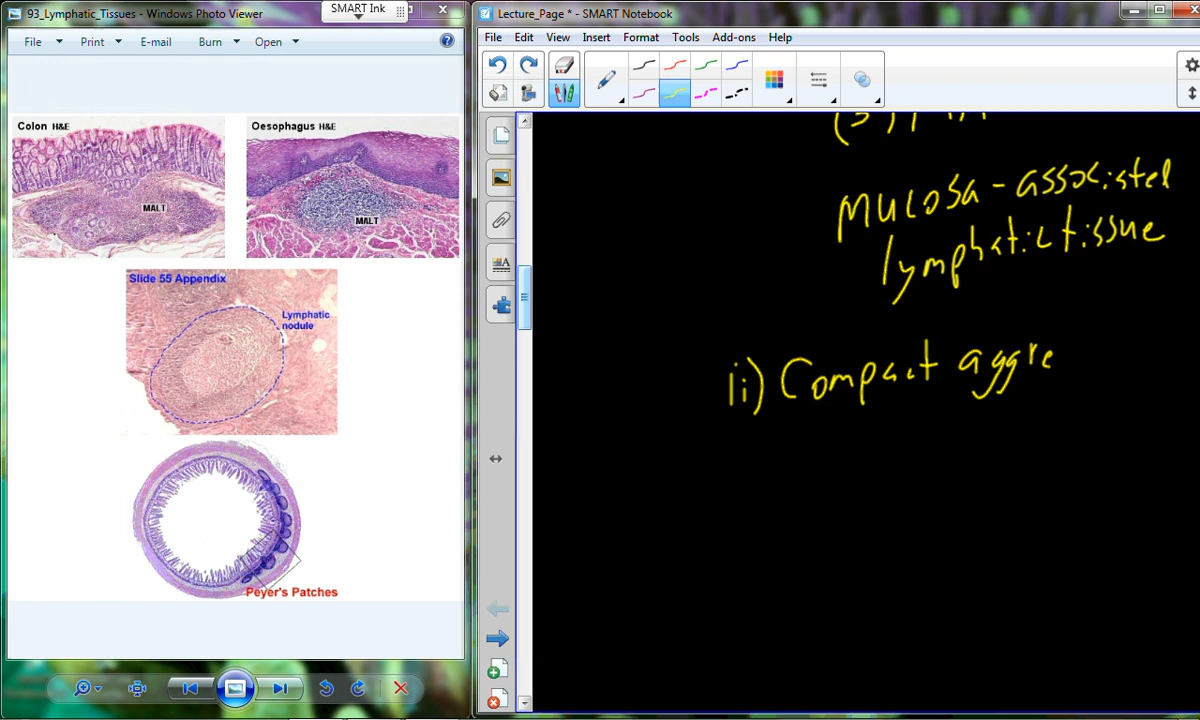 93_Lymphatic_Tissues - Windows Photo Viewer
SMART Ink
File Print E-mail Burn Open
Colon H&E
MALT
Oesophagus H&E
MALT
Slide 55 Appendix
Lymphatic
nodule
Peyer's Patches
Lecture_Page * - SMART Notebook
File Edit View Insert Format Tools Add-ons Help
Mucosa - associated
lymphatic tissue
ii) Compact aggre